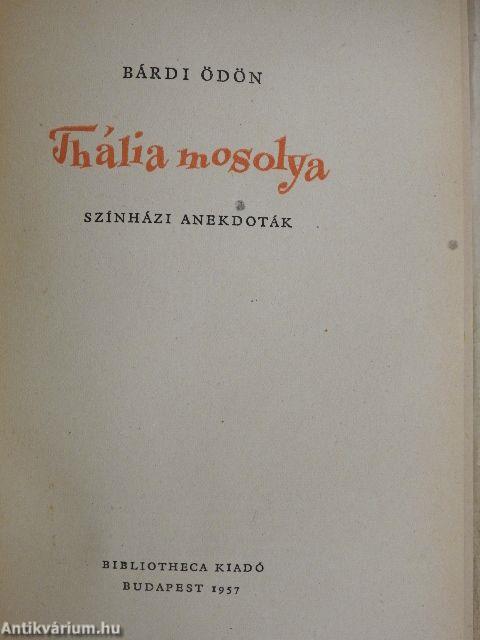 BÁRDI ÖDÖN
Thália mosolya
SZÍNHÁZI ANEKDOTÁK
BIBLIOTHECA KIADÓ
BUDAPEST 1957
Antikvárium.hu